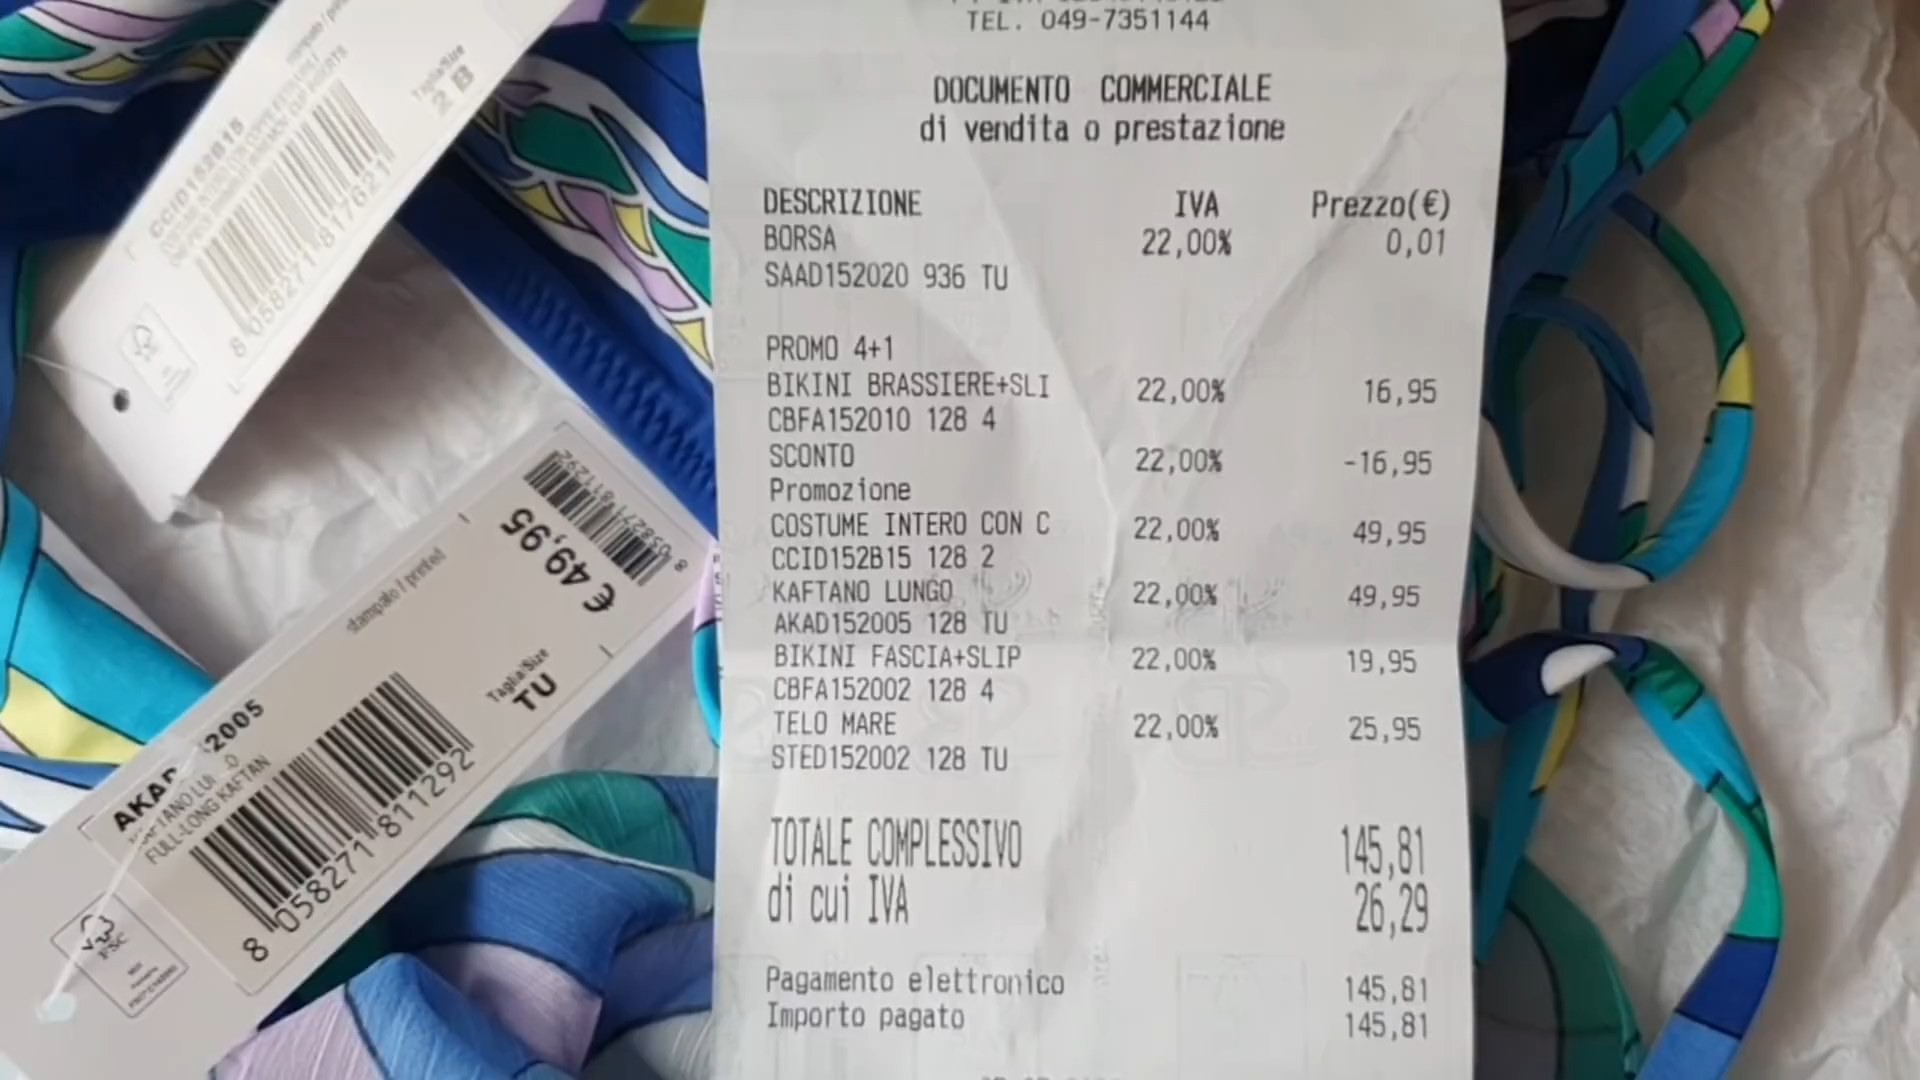 TEL. 049-7351144
DOCUMENTO COMMERCIALE
di vendita o prestazione
DESCRIZIONE IVA Prezzo(€)
BORSA 22,00% 0,01
SAAD152020 936 TU
PROMO 4+1
BIKINI BRASSIERE+SLI 22,00% 16,95
CBFA152010 128 4
SCONTO 22,00% -16,95
Promozione
COSTUME INTERO CON C 22,00% 49,95
CCID152B15 128 2
KAFTANO LUNGO 22,00% 49,95
AKAD152005 128 TU
BIKINI FASCIA+SLIP 22,00% 19,95
CBFA152002 128 4
TELO MARE 22,00% 25,95
STED152002 128 TU
TOTALE COMPLESSIVO 145,81
di cui IVA 26,29
Pagamento elettronico 145,81
Importo pagato 145,81
Taglia/Size
2 B
CCID152B15
8 058271 817621
8 058271 811292
€ 49,95
stampato / printed
Taglia/Size
TU
2005
FULL-LONG KAFTAN
8 058271 811292
FSC